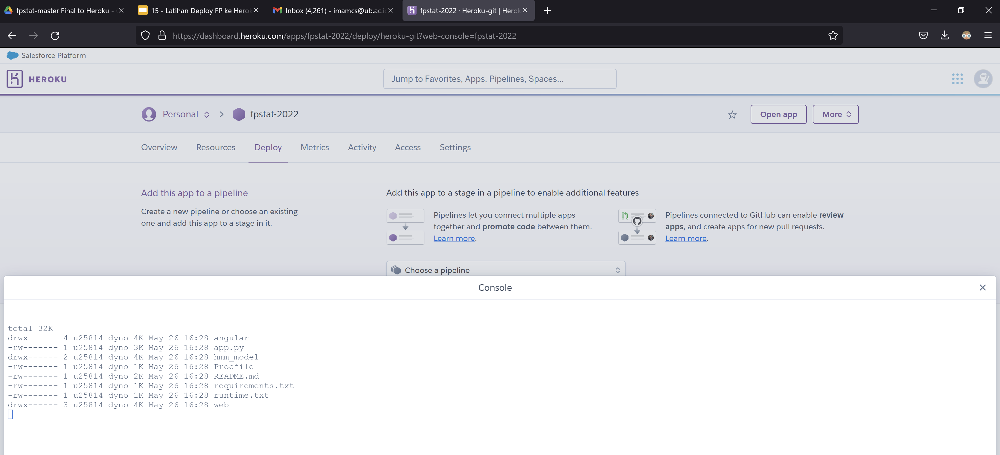 fpstat-master Final to Heroku -
15 - Latihan Deploy FP ke Herok
Inbox (4,261) - imamcs@ub.ac.ic
fpstat-2022 · Heroku-git | Herok
https://dashboard.heroku.com/apps/fpstat-2022/deploy/heroku-git?web-console=fpstat-2022
Salesforce Platform
HEROKU
Jump to Favorites, Apps, Pipelines, Spaces...
Personal
fpstat-2022
Open app
More
Overview
Resources
Deploy
Metrics
Activity
Access
Settings
Add this app to a pipeline
Create a new pipeline or choose an existing
one and add this app to a stage in it.
Add this app to a stage in a pipeline to enable additional features
Pipelines let you connect multiple apps
together and promote code between them.
Learn more.
Pipelines connected to GitHub can enable review
apps, and create apps for new pull requests.
Learn more.
Choose a pipeline
Console
total 32K
drwx------ 4 u25814 dyno 4K May 26 16:28 angular
-rw------- 1 u25814 dyno 3K May 26 16:28 app.py
drwx------ 2 u25814 dyno 4K May 26 16:28 hmm_model
-rw------- 1 u25814 dyno 1K May 26 16:28 Procfile
-rw------- 1 u25814 dyno 2K May 26 16:28 README.md
-rw------- 1 u25814 dyno 1K May 26 16:28 requirements.txt
-rw------- 1 u25814 dyno 1K May 26 16:28 runtime.txt
drwx------ 3 u25814 dyno 4K May 26 16:28 web